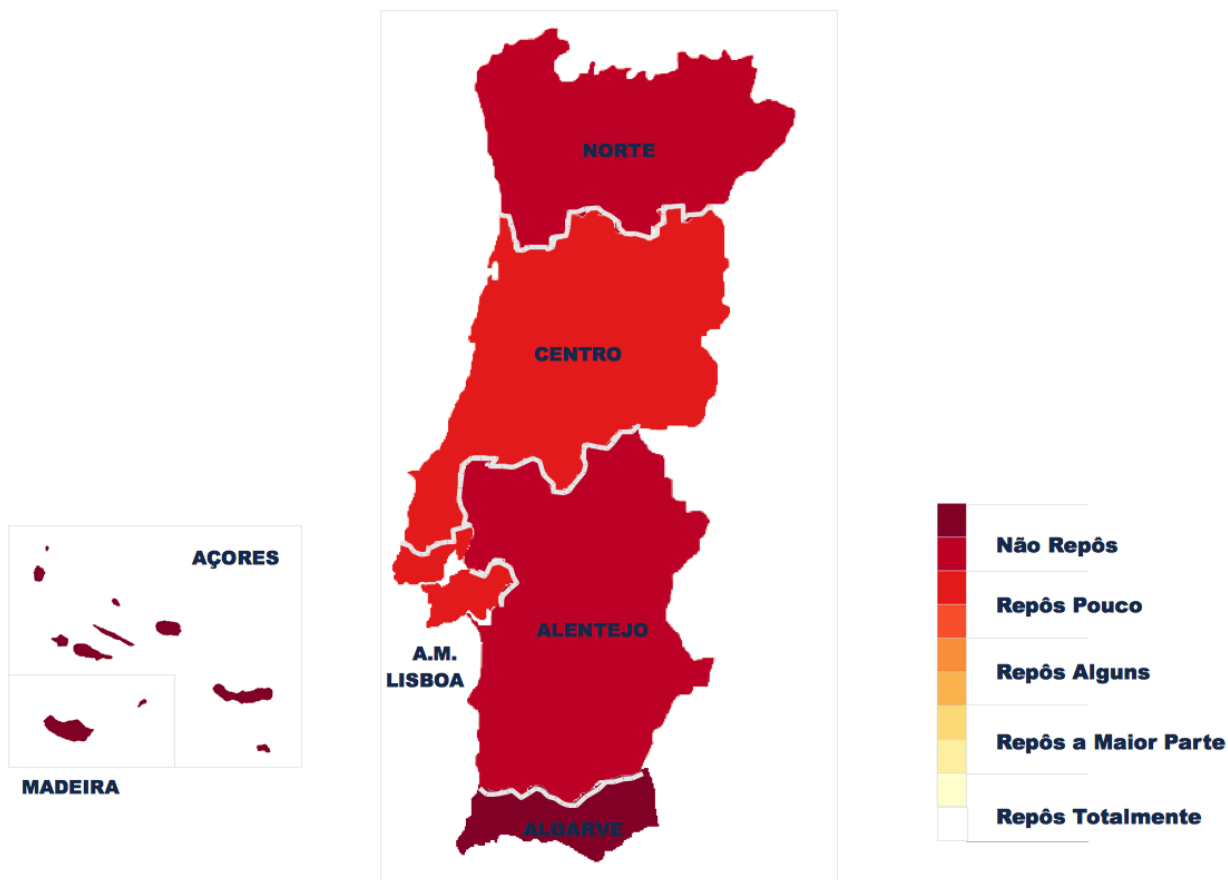 NORTE
CENTRO
AÇORES
ALENTEJO
A.M.
LISBOA
MADEIRA
ALGARVE
Não Repôs
Repôs Pouco
Repôs Alguns
Repôs a Maior Parte
Repôs Totalmente